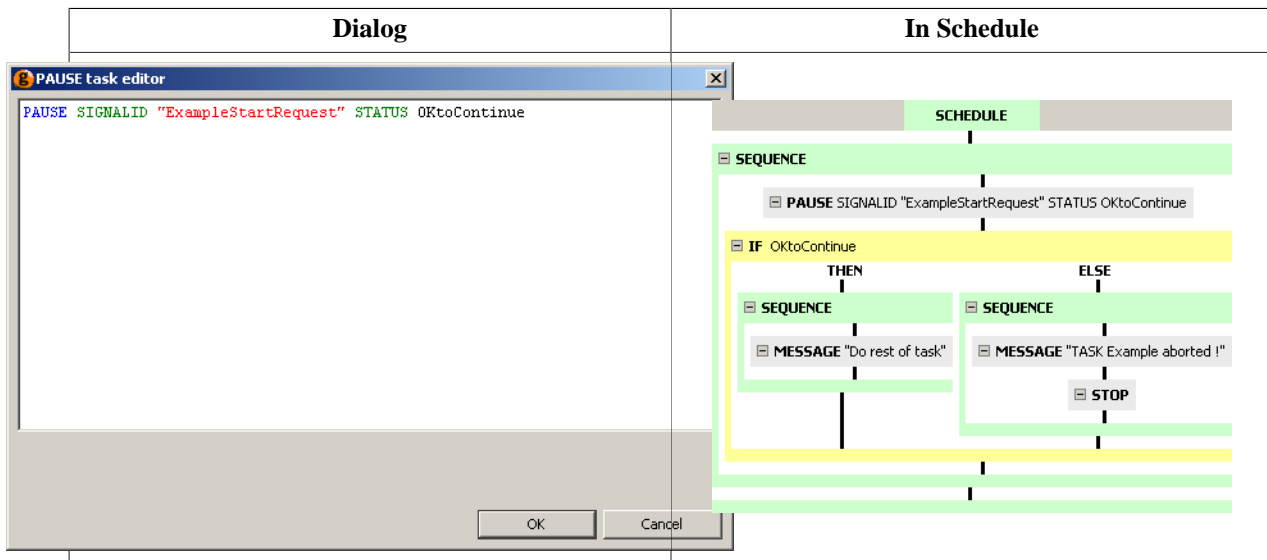 Dialog
In Schedule
PAUSE task editor
PAUSE SIGNALID "ExampleStartRequest" STATUS OKtoContinue
OK
Cancel
SCHEDULE
SEQUENCE
PAUSE SIGNALID "ExampleStartRequest" STATUS OKtoContinue
IF OKtoContinue
THEN
ELSE
SEQUENCE
SEQUENCE
MESSAGE "Do rest of task"
MESSAGE "TASK Example aborted !"
STOP